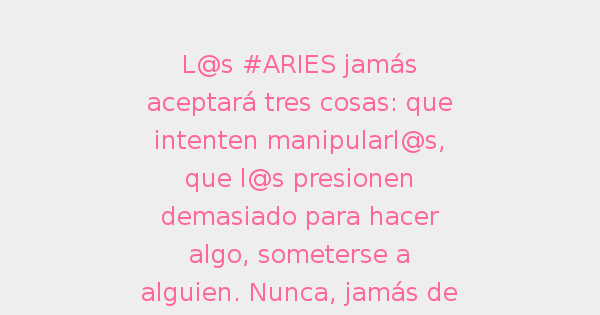 L@s #ARIES jamás
aceptará tres cosas: que
intenten manipularl@s,
que l@s presionen
demasiado para hacer
algo, someterse a
alguien. Nunca, jamás de